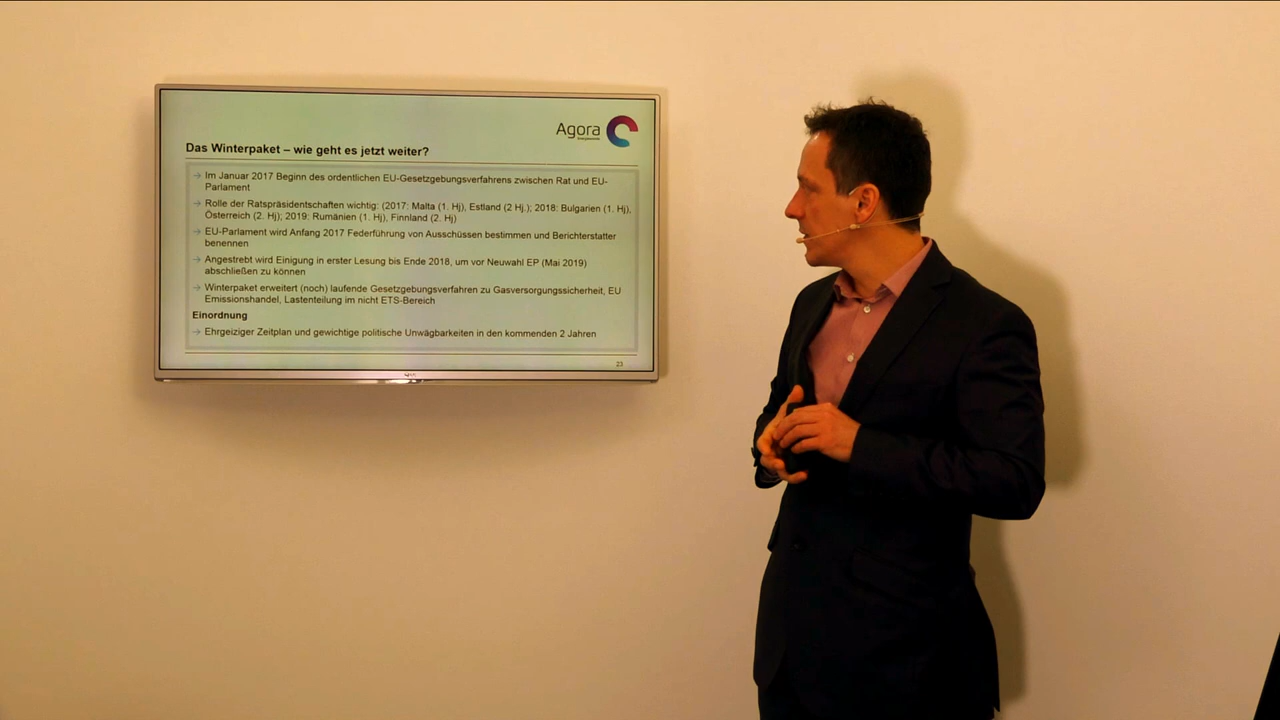 Agora
Energiewende
Das Winterpaket – wie geht es jetzt weiter?
→ Im Januar 2017 Beginn des ordentlichen EU-Gesetzgebungsverfahrens zwischen Rat und EU-
Parlament
→ Rolle der Ratspräsidentschaften wichtig: (2017: Malta (1. Hj), Estland (2 Hj.); 2018: Bulgarien (1. Hj),
Österreich (2. Hj); 2019: Rumänien (1. Hj), Finnland (2. Hj)
→ EU-Parlament wird Anfang 2017 Federführung von Ausschüssen bestimmen und Berichterstatter
benennen
→ Angestrebt wird Einigung in erster Lesung bis Ende 2018, um vor Neuwahl EP (Mai 2019)
abschließen zu können
→ Winterpaket erweitert (noch) laufende Gesetzgebungsverfahren zu Gasversorgungssicherheit, EU
Emissionshandel, Lastenteilung im nicht ETS-Bereich
Einordnung
→ Ehrgeiziger Zeitplan und gewichtige politische Unwägbarkeiten in den kommenden 2 Jahren
23